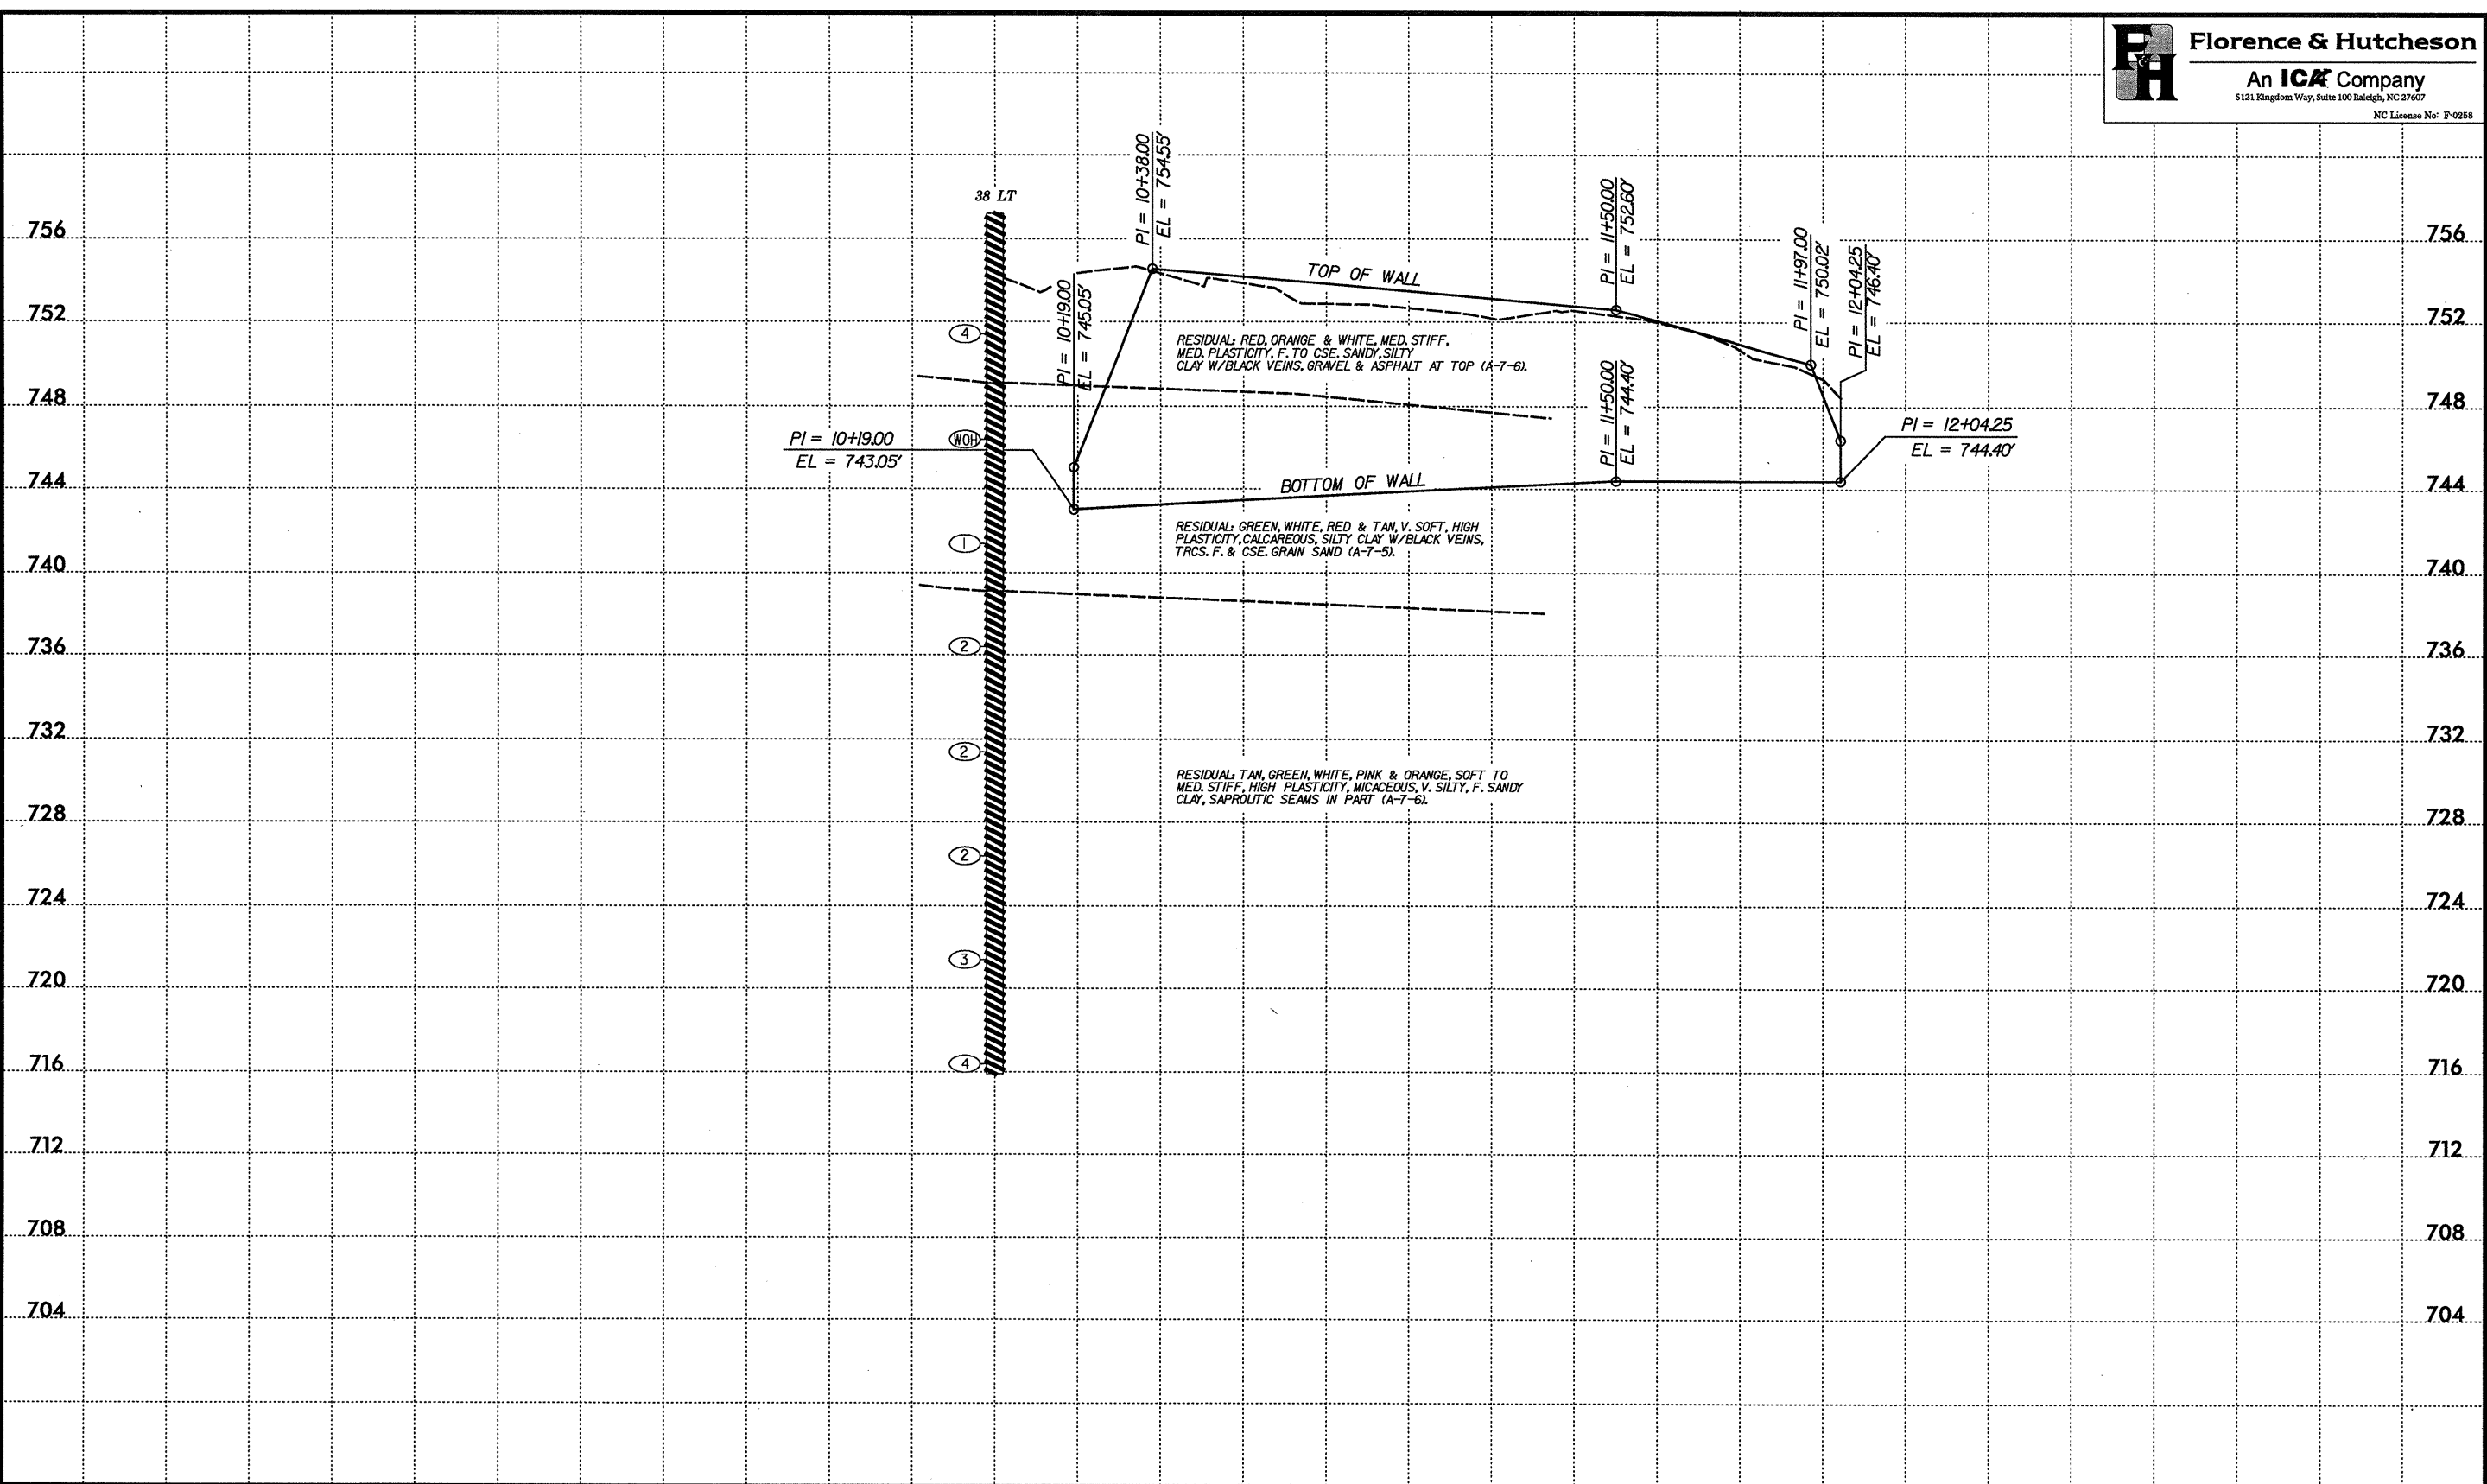 F&H
Florence & Hutcheson
An ICA Company
5121 Kingdom Way, Suite 100 Raleigh, NC 27607
NC License No: F-0258
38 LT
PI = 10+38.00
EL = 754.55'
PI = 11+50.00
EL = 752.60'
PI = 11+97.00
EL = 750.02'
PI = 12+04.25
EL = 746.40'
PI = 10+19.00
EL = 745.05'
TOP OF WALL
RESIDUAL: RED, ORANGE & WHITE, MED. STIFF,
MED. PLASTICITY, F. TO CSE. SANDY, SILTY
CLAY W/BLACK VEINS, GRAVEL & ASPHALT AT TOP (A-7-6).
PI = 11+50.00
EL = 744.40'
PI = 10+19.00
EL = 743.05'
PI = 12+04.25
EL = 744.40'
BOTTOM OF WALL
RESIDUAL: GREEN, WHITE, RED & TAN, V. SOFT, HIGH
PLASTICITY, CALCAREOUS, SILTY CLAY W/BLACK VEINS,
TRCS. F. & CSE. GRAIN SAND (A-7-5).
RESIDUAL: TAN, GREEN, WHITE, PINK & ORANGE, SOFT TO
MED. STIFF, HIGH PLASTICITY, MICACEOUS, V. SILTY, F. SANDY
CLAY, SAPROLITIC SEAMS IN PART (A-7-6).
4
WOH
1
2
2
2
3
4
756
752
748
744
740
736
732
728
724
720
716
712
708
704
756
752
748
744
740
736
732
728
724
720
716
712
708
704